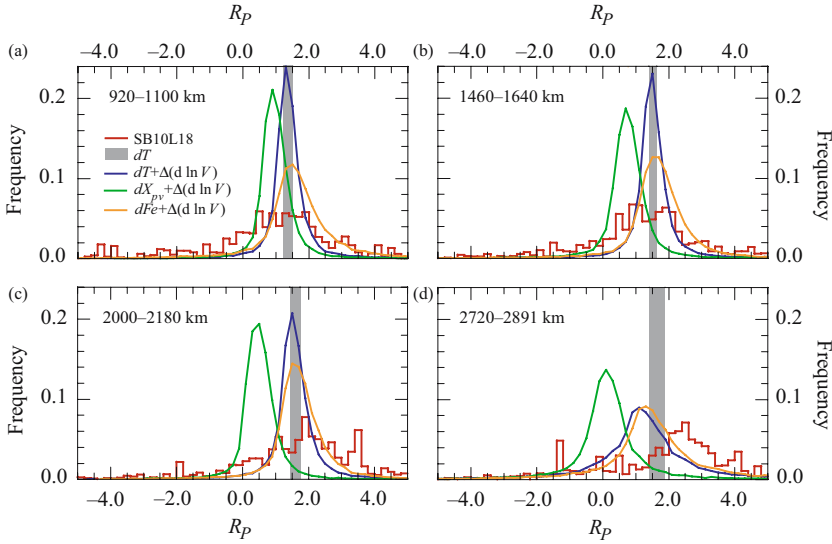 R_P R_P
(a) –4.0 –2.0 0.0 2.0 4.0 (b) –4.0 –2.0 0.0 2.0 4.0
920–1100 km 1460–1640 km
0.2 0.2
SB10L18
dT
dT+Δ(d ln V)
dX_pv+Δ(d ln V)
dFe+Δ(d ln V)
Frequency Frequency
0.1 0.1
0.0 0.0
(c) (d)
2000–2180 km 2720–2891 km
0.2 0.2
Frequency Frequency
0.1 0.1
0.0 0.0
–4.0 –2.0 0.0 2.0 4.0 –4.0 –2.0 0.0 2.0 4.0
R_P R_P